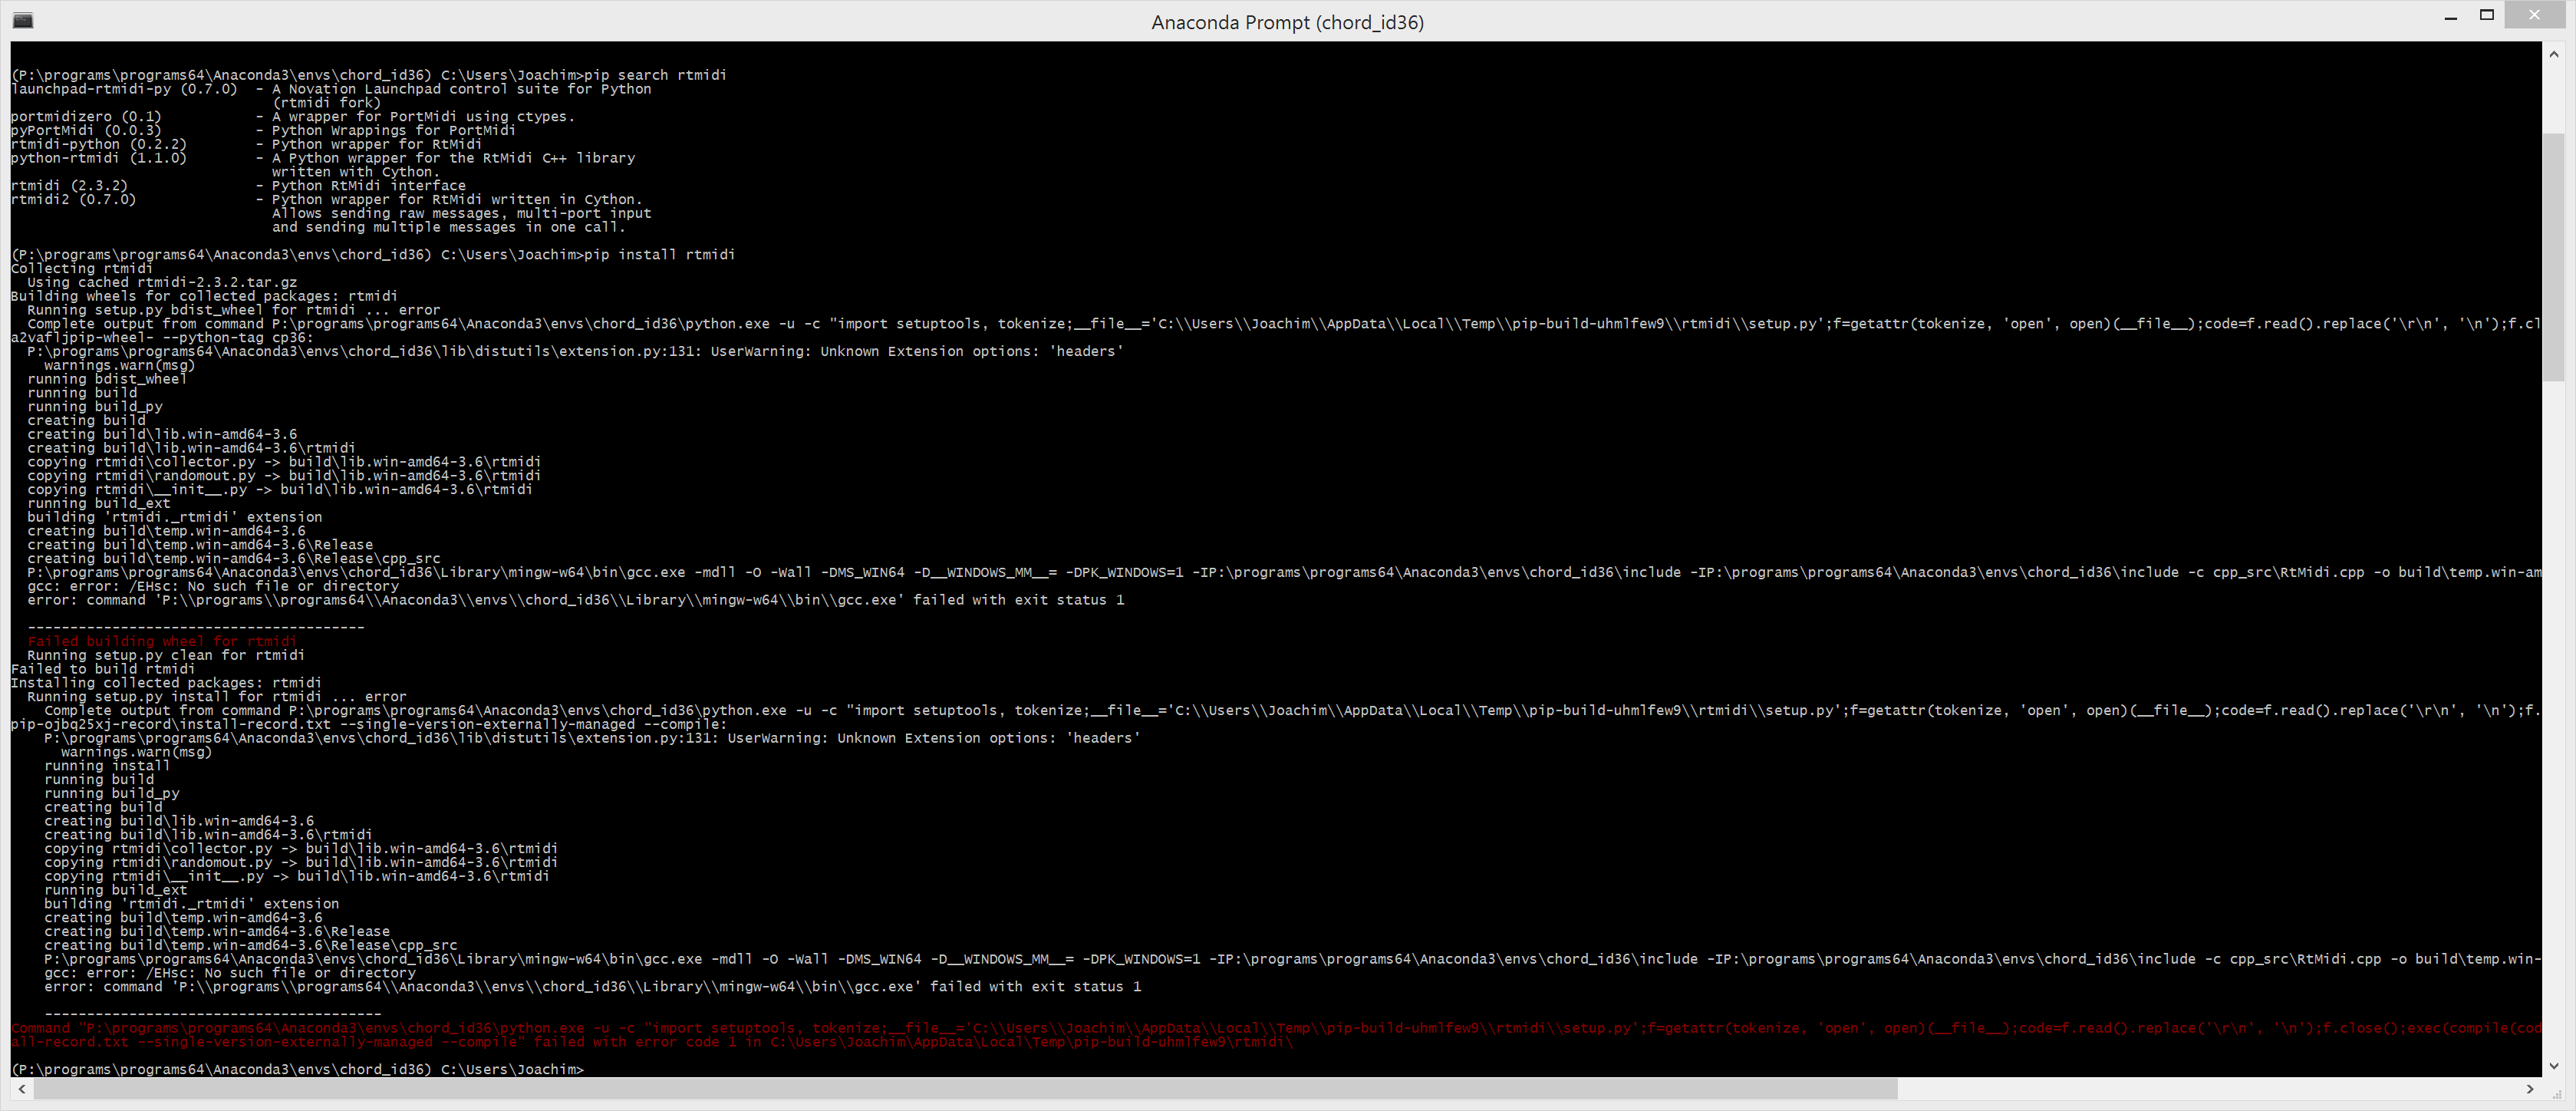 Anaconda Prompt (chord_id36)
(P:\programs\programs64\Anaconda3\envs\chord_id36) C:\Users\Joachim>pip search rtmidi
launchpad-rtmidi-py (0.7.0)  - A Novation Launchpad control suite for Python
                               (rtmidi fork)
portmidizero (0.1)           - A wrapper for PortMidi using ctypes.
pyPortMidi (0.0.3)           - Python Wrappings for PortMidi
rtmidi-python (0.2.2)        - Python wrapper for RtMidi
python-rtmidi (1.1.0)        - A Python wrapper for the RtMidi C++ library
                               written with Cython.
rtmidi (2.3.2)               - Python RtMidi interface
rtmidi2 (0.7.0)              - Python wrapper for RtMidi written in Cython.
                               Allows sending raw messages, multi-port input
                               and sending multiple messages in one call.
(P:\programs\programs64\Anaconda3\envs\chord_id36) C:\Users\Joachim>pip install rtmidi
Collecting rtmidi
  Using cached rtmidi-2.3.2.tar.gz
Building wheels for collected packages: rtmidi
  Running setup.py bdist_wheel for rtmidi ... error
  Complete output from command P:\programs\programs64\Anaconda3\envs\chord_id36\python.exe -u -c "import setuptools, tokenize;__file__='C:\\Users\\Joachim\\AppData\\Local\\Temp\\pip-build-uhmlfew9\\rtmidi\\setup.py';f=getattr(tokenize, 'open', open)(__file__);code=f.read().replace('\r\n', '\n');f.cl
a2vafljpip-wheel- --python-tag cp36:
  P:\programs\programs64\Anaconda3\envs\chord_id36\lib\distutils\extension.py:131: UserWarning: Unknown Extension options: 'headers'
    warnings.warn(msg)
  running bdist_wheel
  running build
  running build_py
  creating build
  creating build\lib.win-amd64-3.6
  creating build\lib.win-amd64-3.6\rtmidi
  copying rtmidi\collector.py -> build\lib.win-amd64-3.6\rtmidi
  copying rtmidi\randomout.py -> build\lib.win-amd64-3.6\rtmidi
  copying rtmidi\__init__.py -> build\lib.win-amd64-3.6\rtmidi
  running build_ext
  building 'rtmidi._rtmidi' extension
  creating build\temp.win-amd64-3.6
  creating build\temp.win-amd64-3.6\Release
  creating build\temp.win-amd64-3.6\Release\cpp_src
  P:\programs\programs64\Anaconda3\envs\chord_id36\Library\mingw-w64\bin\gcc.exe -mdll -O -Wall -DMS_WIN64 -D__WINDOWS_MM__= -DPK_WINDOWS=1 -IP:\programs\programs64\Anaconda3\envs\chord_id36\include -IP:\programs\programs64\Anaconda3\envs\chord_id36\include -c cpp_src\RtMidi.cpp -o build\temp.win-am
  gcc: error: /EHsc: No such file or directory
  error: command 'P:\\programs\\programs64\\Anaconda3\\envs\\chord_id36\\Library\\mingw-w64\\bin\\gcc.exe' failed with exit status 1
  ----------------------------------------
  Failed building wheel for rtmidi
  Running setup.py clean for rtmidi
Failed to build rtmidi
Installing collected packages: rtmidi
  Running setup.py install for rtmidi ... error
    Complete output from command P:\programs\programs64\Anaconda3\envs\chord_id36\python.exe -u -c "import setuptools, tokenize;__file__='C:\\Users\\Joachim\\AppData\\Local\\Temp\\pip-build-uhmlfew9\\rtmidi\\setup.py';f=getattr(tokenize, 'open', open)(__file__);code=f.read().replace('\r\n', '\n');f.
pip-ojbq25xj-record\install-record.txt --single-version-externally-managed --compile:
    P:\programs\programs64\Anaconda3\envs\chord_id36\lib\distutils\extension.py:131: UserWarning: Unknown Extension options: 'headers'
      warnings.warn(msg)
    running install
    running build
    running build_py
    creating build
    creating build\lib.win-amd64-3.6
    creating build\lib.win-amd64-3.6\rtmidi
    copying rtmidi\collector.py -> build\lib.win-amd64-3.6\rtmidi
    copying rtmidi\randomout.py -> build\lib.win-amd64-3.6\rtmidi
    copying rtmidi\__init__.py -> build\lib.win-amd64-3.6\rtmidi
    running build_ext
    building 'rtmidi._rtmidi' extension
    creating build\temp.win-amd64-3.6
    creating build\temp.win-amd64-3.6\Release
    creating build\temp.win-amd64-3.6\Release\cpp_src
    P:\programs\programs64\Anaconda3\envs\chord_id36\Library\mingw-w64\bin\gcc.exe -mdll -O -Wall -DMS_WIN64 -D__WINDOWS_MM__= -DPK_WINDOWS=1 -IP:\programs\programs64\Anaconda3\envs\chord_id36\include -IP:\programs\programs64\Anaconda3\envs\chord_id36\include -c cpp_src\RtMidi.cpp -o build\temp.win-
    gcc: error: /EHsc: No such file or directory
    error: command 'P:\\programs\\programs64\\Anaconda3\\envs\\chord_id36\\Library\\mingw-w64\\bin\\gcc.exe' failed with exit status 1
    ----------------------------------------
Command "P:\programs\programs64\Anaconda3\envs\chord_id36\python.exe -u -c "import setuptools, tokenize;__file__='C:\\Users\\Joachim\\AppData\\Local\\Temp\\pip-build-uhmlfew9\\rtmidi\\setup.py';f=getattr(tokenize, 'open', open)(__file__);code=f.read().replace('\r\n', '\n');f.close();exec(compile(cod
all-record.txt --single-version-externally-managed --compile" failed with error code 1 in C:\Users\Joachim\AppData\Local\Temp\pip-build-uhmlfew9\rtmidi\
(P:\programs\programs64\Anaconda3\envs\chord_id36) C:\Users\Joachim>